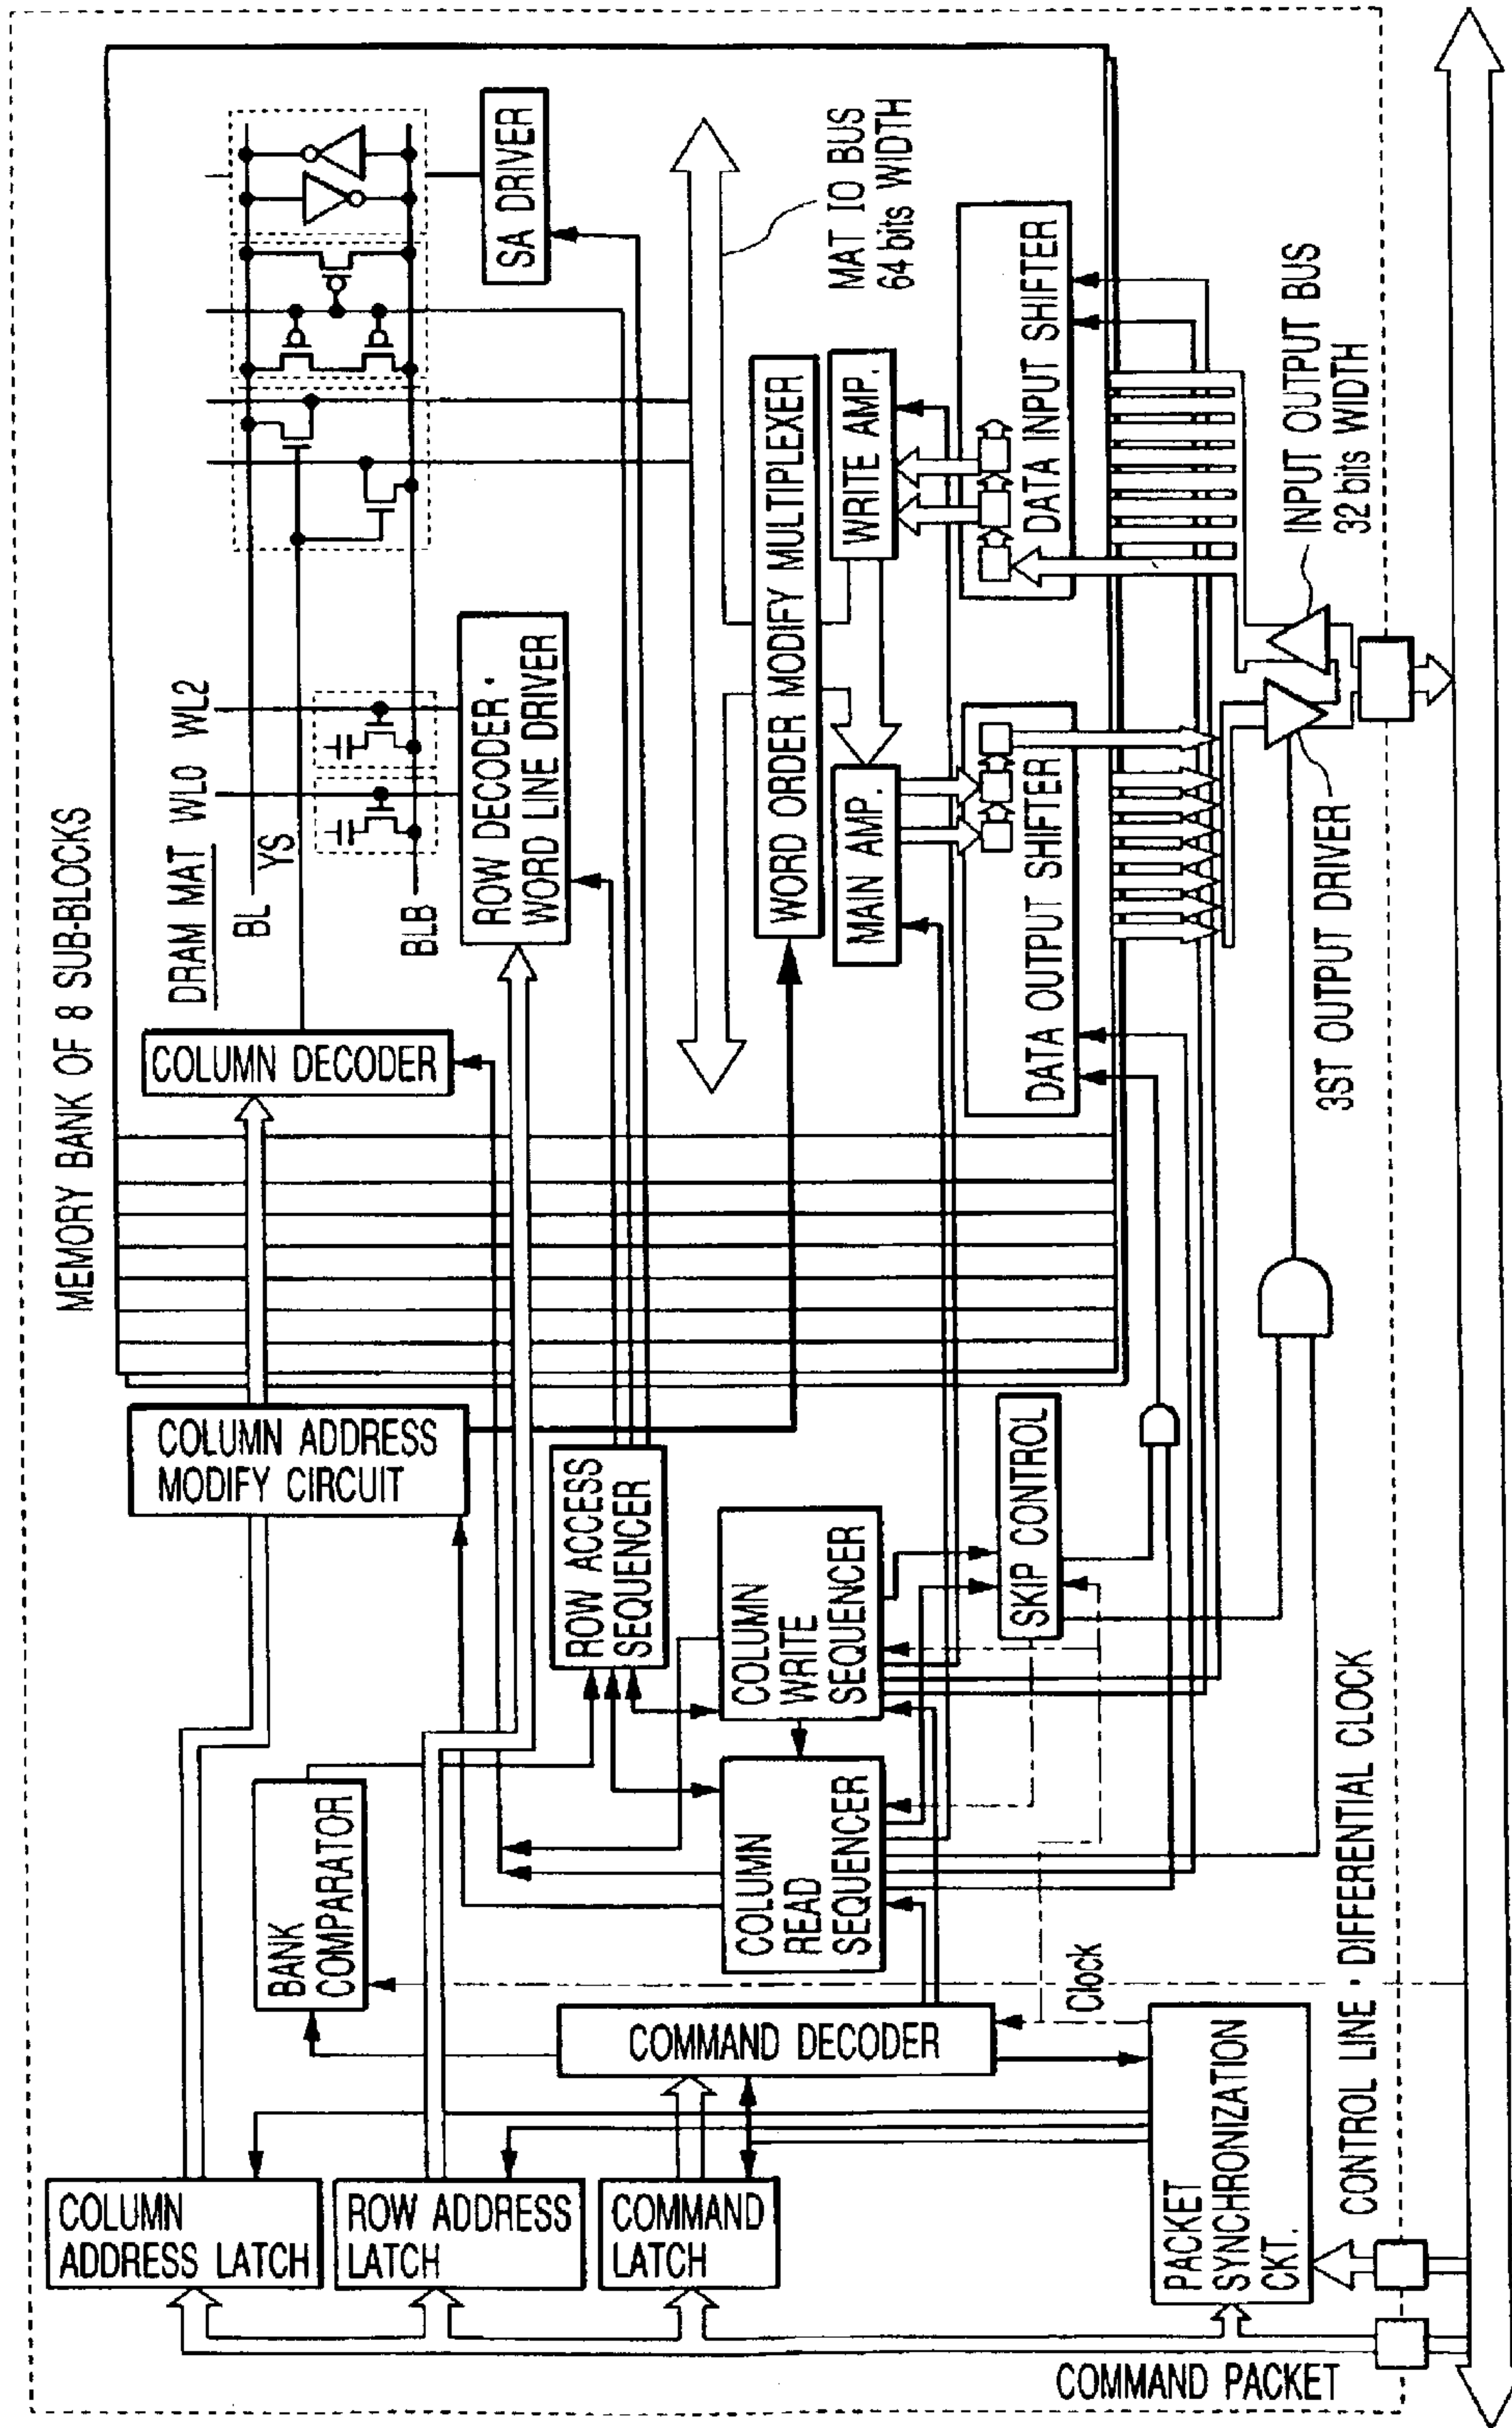 MEMORY BANK OF 8 SUB-BLOCKS
COLUMN
ADDRESS LATCH
ROW ADDRESS
LATCH
COMMAND
LATCH
COMMAND PACKET
PACKET
SYNCHRONIZATION
CKT.
CONTROL LINE · DIFFERENTIAL CLOCK
COMMAND DECODER
Clock
BANK
COMPARATOR
COLUMN
READ
SEQUENCER
COLUMN
WRITE
SEQUENCER
ROW ACCESS
SEQUENCER
SKIP CONTROL
COLUMN ADDRESS
MODIFY CIRCUIT
COLUMN DECODER
DRAM MAT WL0 WL2
BL
YS
BLB
ROW DECODER ·
WORD LINE DRIVER
SA DRIVER
MAT IO BUS
64 bits WIDTH
WORD ORDER MODIFY MULTIPLEXER
MAIN AMP.
WRITE AMP.
DATA OUTPUT SHIFTER
DATA INPUT SHIFTER
3ST OUTPUT DRIVER
INPUT OUTPUT BUS
32 bits WIDTH